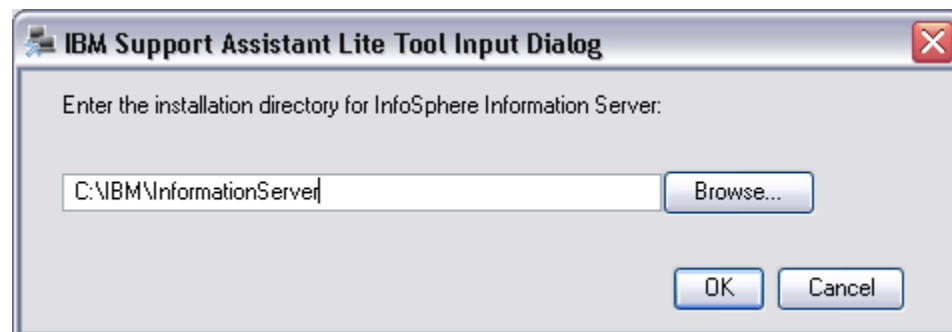 IBM Support Assistant Lite Tool Input Dialog
Enter the installation directory for InfoSphere Information Server:
C:\IBM\InformationServer Browse...
OK Cancel